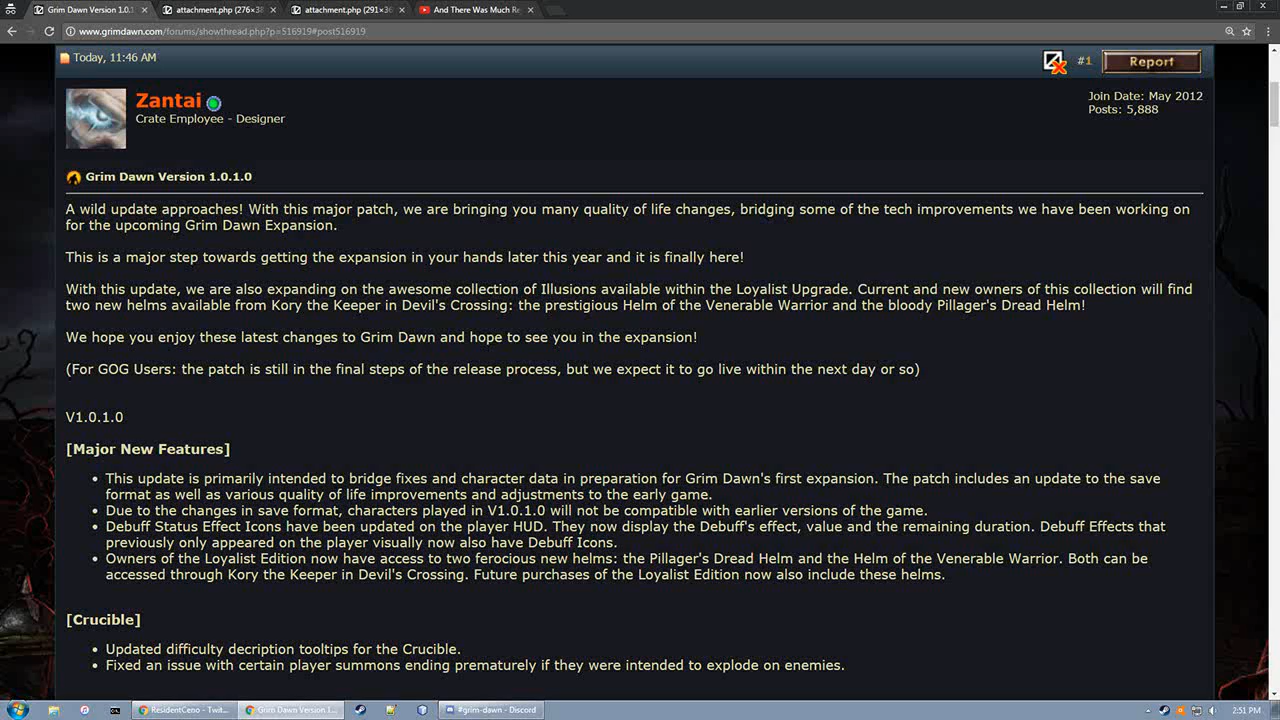 Grim Dawn Version 1.0.1
attachment.php (276×38
attachment.php (291×36
And There Was Much Re
www.grimdawn.com/forums/showthread.php?p=516919#post516919
Today, 11:46 AM
#1
Report
Zantai
Crate Employee - Designer
Join Date: May 2012
Posts: 5,888
Grim Dawn Version 1.0.1.0
A wild update approaches! With this major patch, we are bringing you many quality of life changes, bridging some of the tech improvements we have been working on
for the upcoming Grim Dawn Expansion.
This is a major step towards getting the expansion in your hands later this year and it is finally here!
With this update, we are also expanding on the awesome collection of Illusions available within the Loyalist Upgrade. Current and new owners of this collection will find
two new helms available from Kory the Keeper in Devil's Crossing: the prestigious Helm of the Venerable Warrior and the bloody Pillager's Dread Helm!
We hope you enjoy these latest changes to Grim Dawn and hope to see you in the expansion!
(For GOG Users: the patch is still in the final steps of the release process, but we expect it to go live within the next day or so)
V1.0.1.0
[Major New Features]
• This update is primarily intended to bridge fixes and character data in preparation for Grim Dawn's first expansion. The patch includes an update to the save
format as well as various quality of life improvements and adjustments to the early game.
• Due to the changes in save format, characters played in V1.0.1.0 will not be compatible with earlier versions of the game.
• Debuff Status Effect Icons have been updated on the player HUD. They now display the Debuff's effect, value and the remaining duration. Debuff Effects that
previously only appeared on the player visually now also have Debuff Icons.
• Owners of the Loyalist Edition now have access to two ferocious new helms: the Pillager's Dread Helm and the Helm of the Venerable Warrior. Both can be
accessed through Kory the Keeper in Devil's Crossing. Future purchases of the Loyalist Edition now also include these helms.
[Crucible]
• Updated difficulty decription tooltips for the Crucible.
• Fixed an issue with certain player summons ending prematurely if they were intended to explode on enemies.
ResidentCeno - Twit...
Grim Dawn Version 1...
#grim-dawn - Discord
2:51 PM